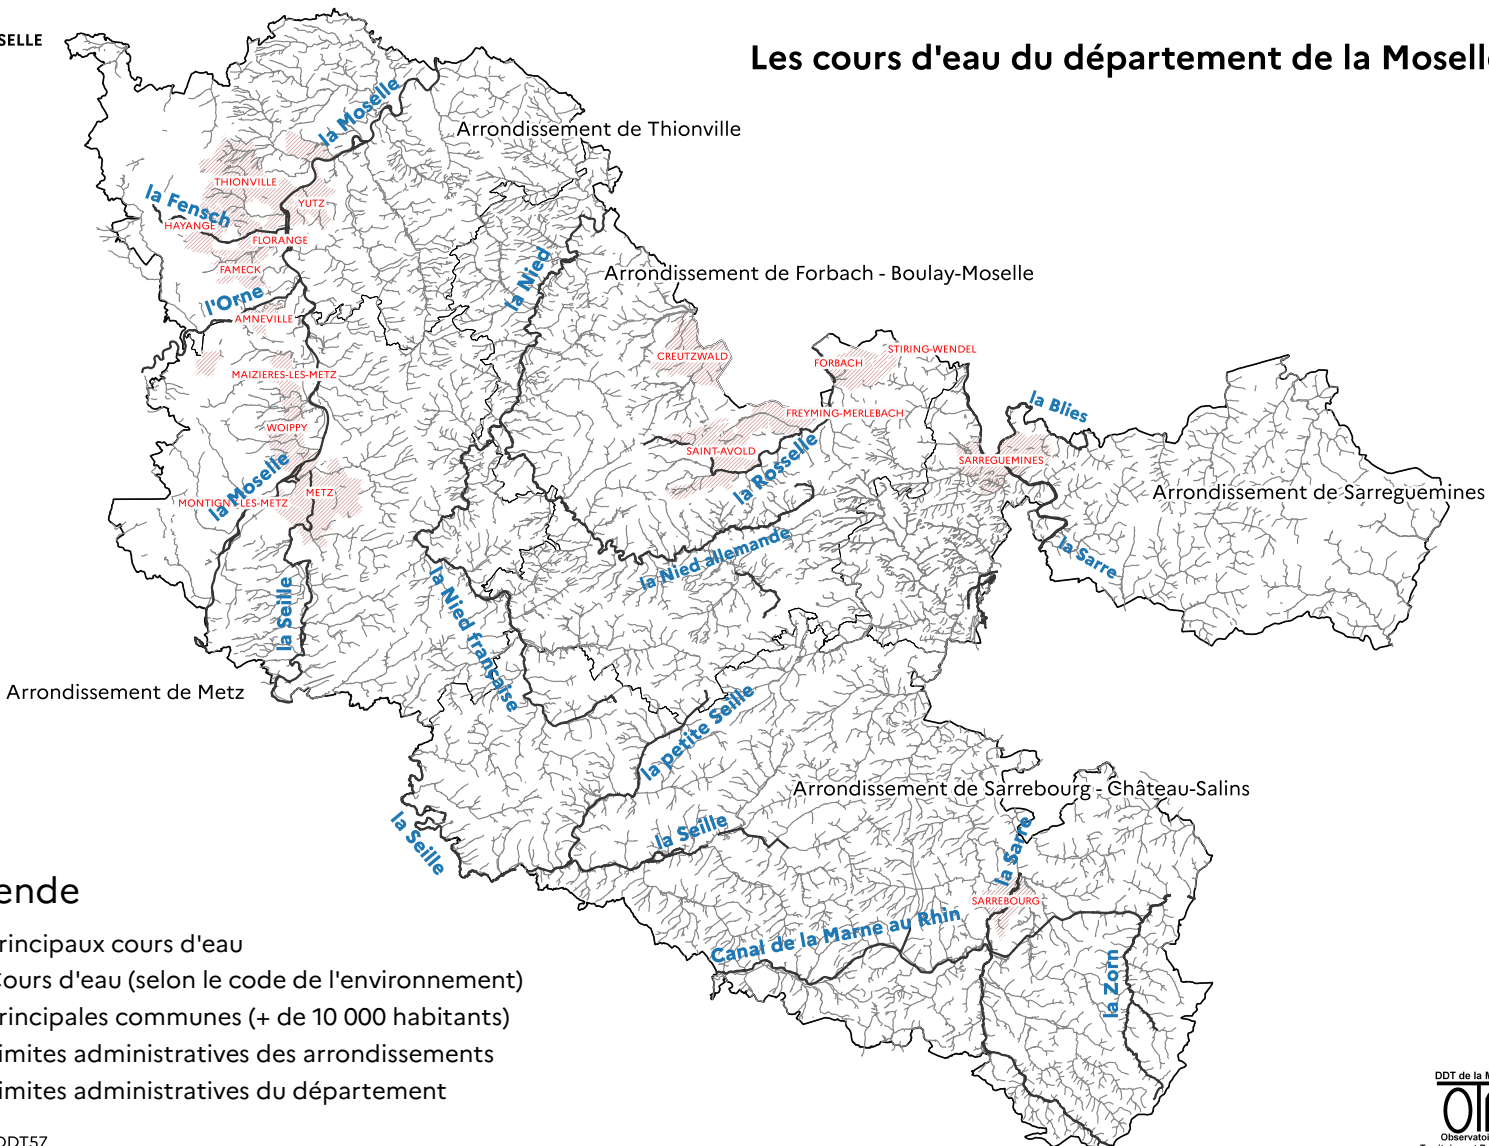 SELLE
Les cours d'eau du département de la Moselle
la Moselle
Arrondissement de Thionville
THIONVILLE
la Fensch
YUTZ
HAYANGE
FLORANGE
FAMECK
la Nied
Arrondissement de Forbach - Boulay-Moselle
l'Orne
AMNEVILLE
CREUTZWALD
STIRING-WENDEL
FORBACH
MAIZIERES-LES-METZ
la Blies
FREYMING-MERLEBACH
WOIPPY
SAINT-AVOLD
SARREGUEMINES
la Rosselle
la Moselle
METZ
MONTIGNY-LES-METZ
Arrondissement de Sarreguemines
la Nied allemande
la Sarre
la Seille
la Nied française
Arrondissement de Metz
la petite Seille
Arrondissement de Sarrebourg - Château-Salins
la Seille
la Seille
la Sarre
SARREBOURG
Canal de la Marne au Rhin
la Zorn
ende
rincipaux cours d'eau
Cours d'eau (selon le code de l'environnement)
rincipales communes (+ de 10 000 habitants)
imites administratives des arrondissements
imites administratives du département
DDT57
DDT de la M
Observatoi